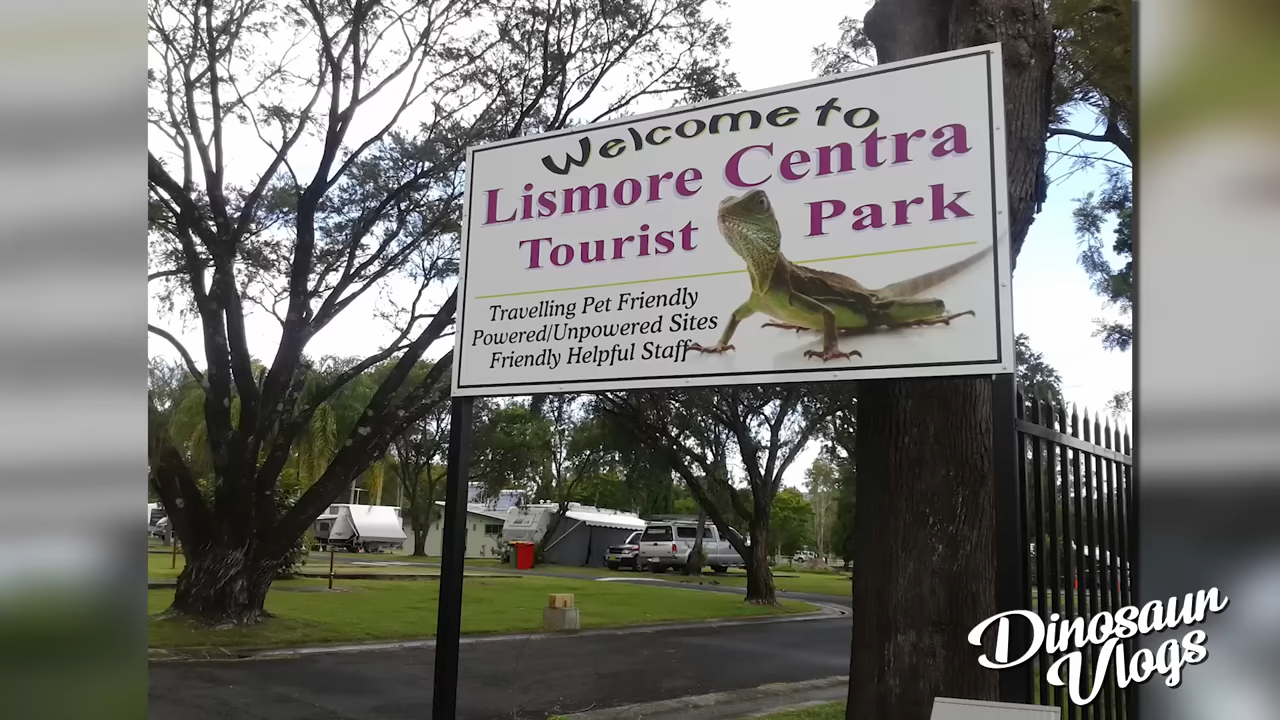 Welcome to
Lismore Centra
Tourist Park
Travelling Pet Friendly
Powered/Unpowered Sites
Friendly Helpful Staff
Dinosaur
Vlogs